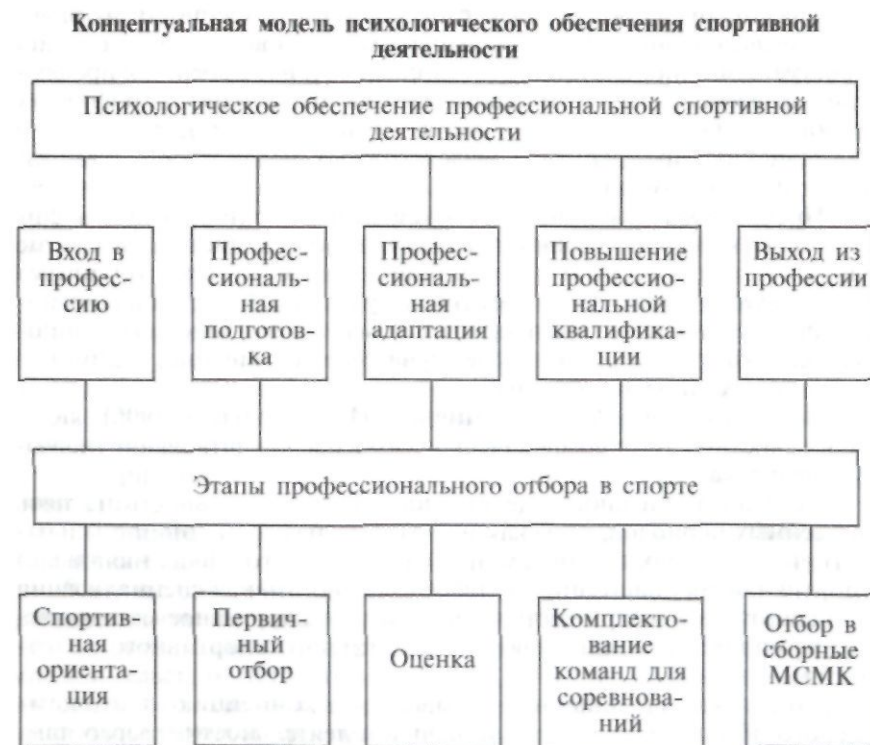 Концептуальная модель психологического обеспечения спортивной
деятельности
Психологическое обеспечение профессиональной спортивной
деятельности
Вход в
профес-
сию
Профес-
сиональ-
ная
подготов-
ка
Профес-
сиональ-
ная
адаптация
Повышение
профессио-
нальной
квалифика-
ции
Выход из
профессии
Этапы профессионального отбора в спорте
Спортив-
ная
ориента-
ция
Первич-
ный
отбор
Оценка
Комплекто-
вание
команд для
соревнова-
ний
Отбор в
сборные
МСМК